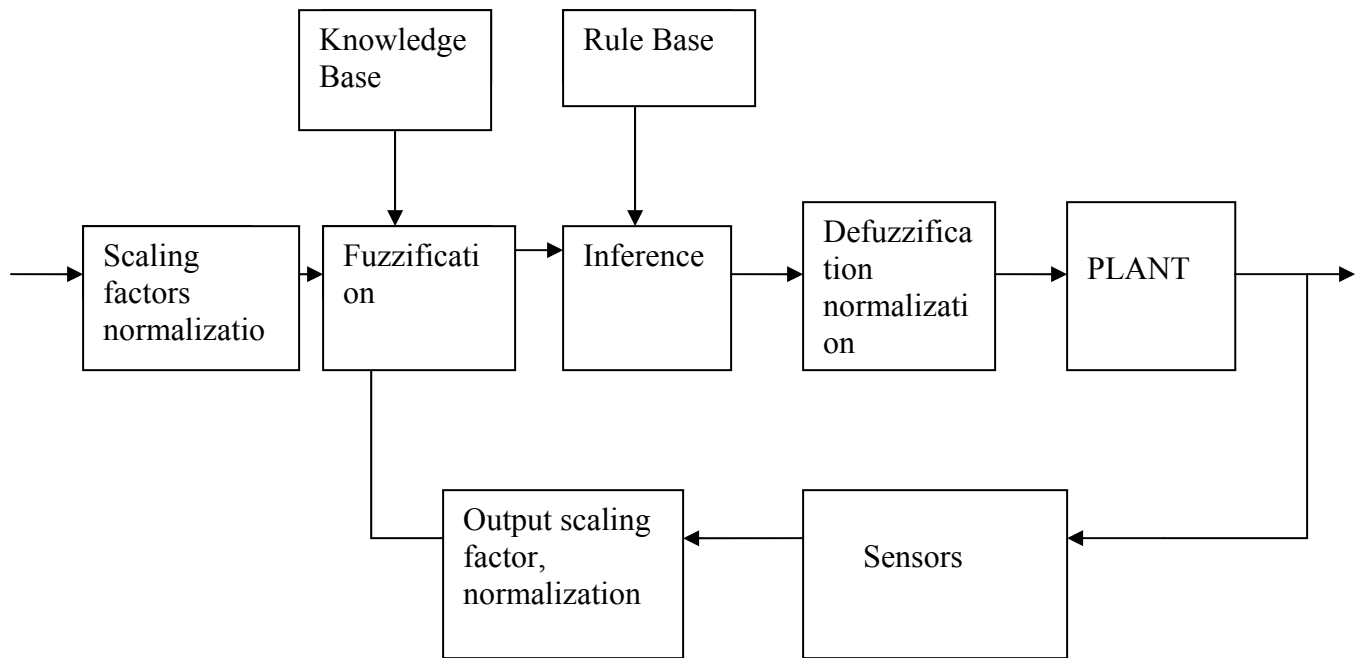 Knowledge
Base
Rule Base
Scaling
factors
normalizatio
Fuzzificati
on
Inference
Defuzzifica
tion
normalizati
on
PLANT
Output scaling
factor,
normalization
Sensors